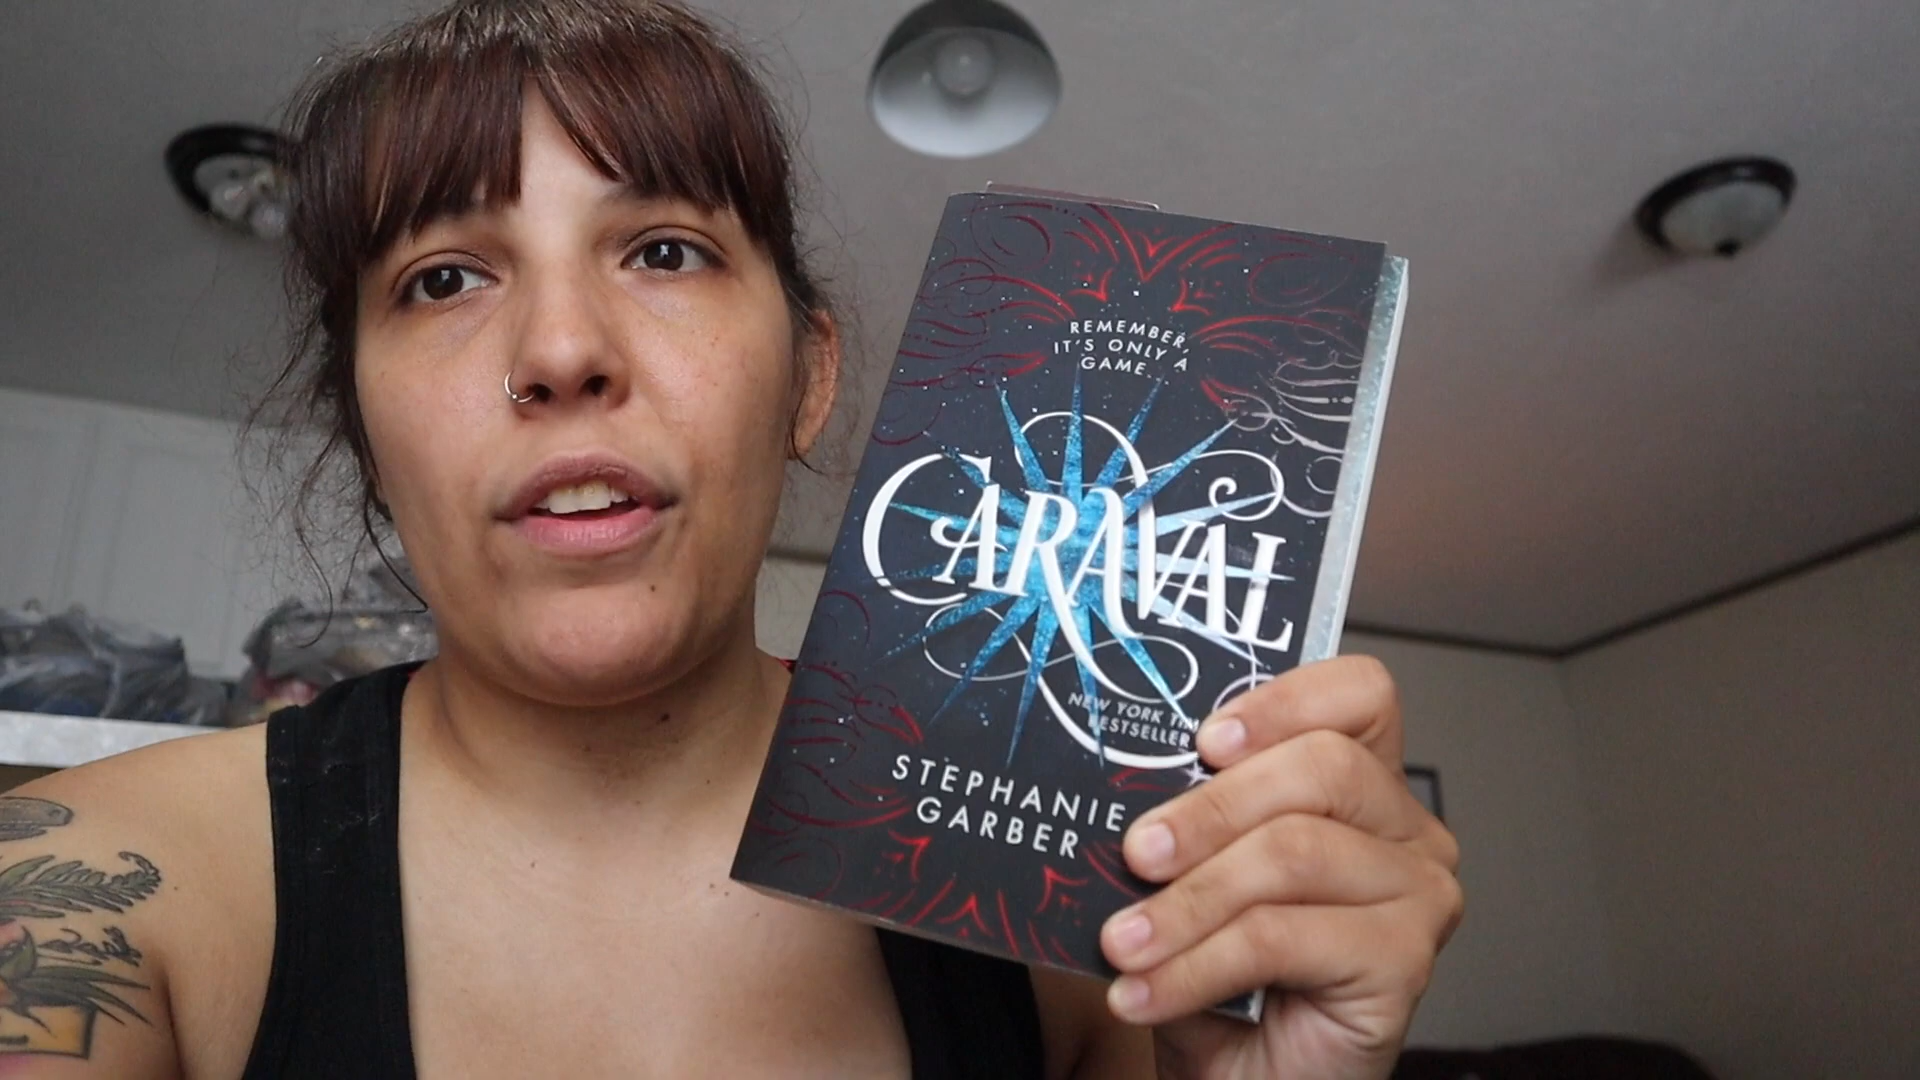 REMEMBER,
IT'S ONLY A
GAME.
CARAVAL
NEW YORK
BESTSELLER
STEPHANIE
GARBER